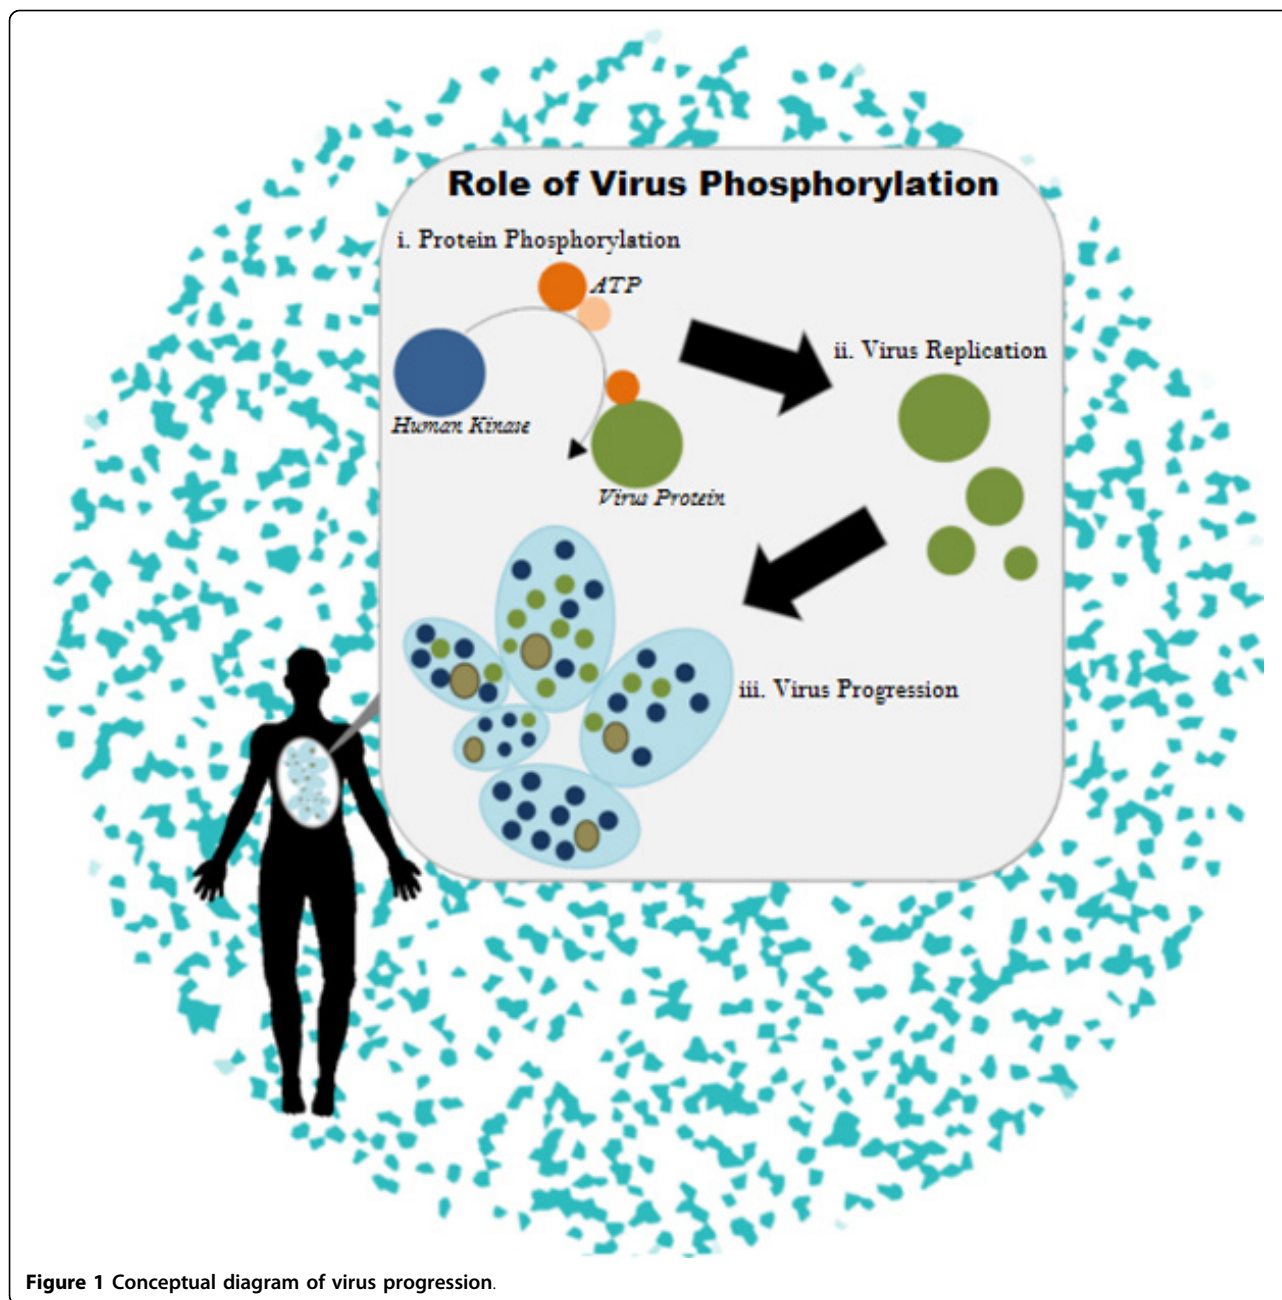 Role of Virus Phosphorylation
i. Protein Phosphorylation
ATP
Human Kinase
Virus Protein
ii. Virus Replication
iii. Virus Progression
Figure 1 Conceptual diagram of virus progression.